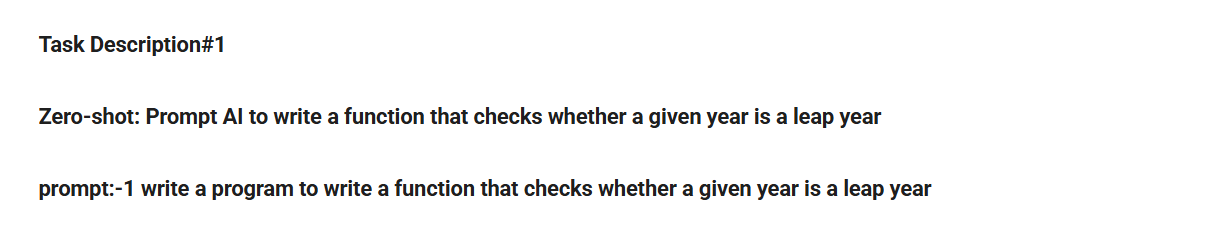 Task Description#1
Zero-shot: Prompt AI to write a function that checks whether a given year is a leap year
prompt:-1 write a program to write a function that checks whether a given year is a leap year